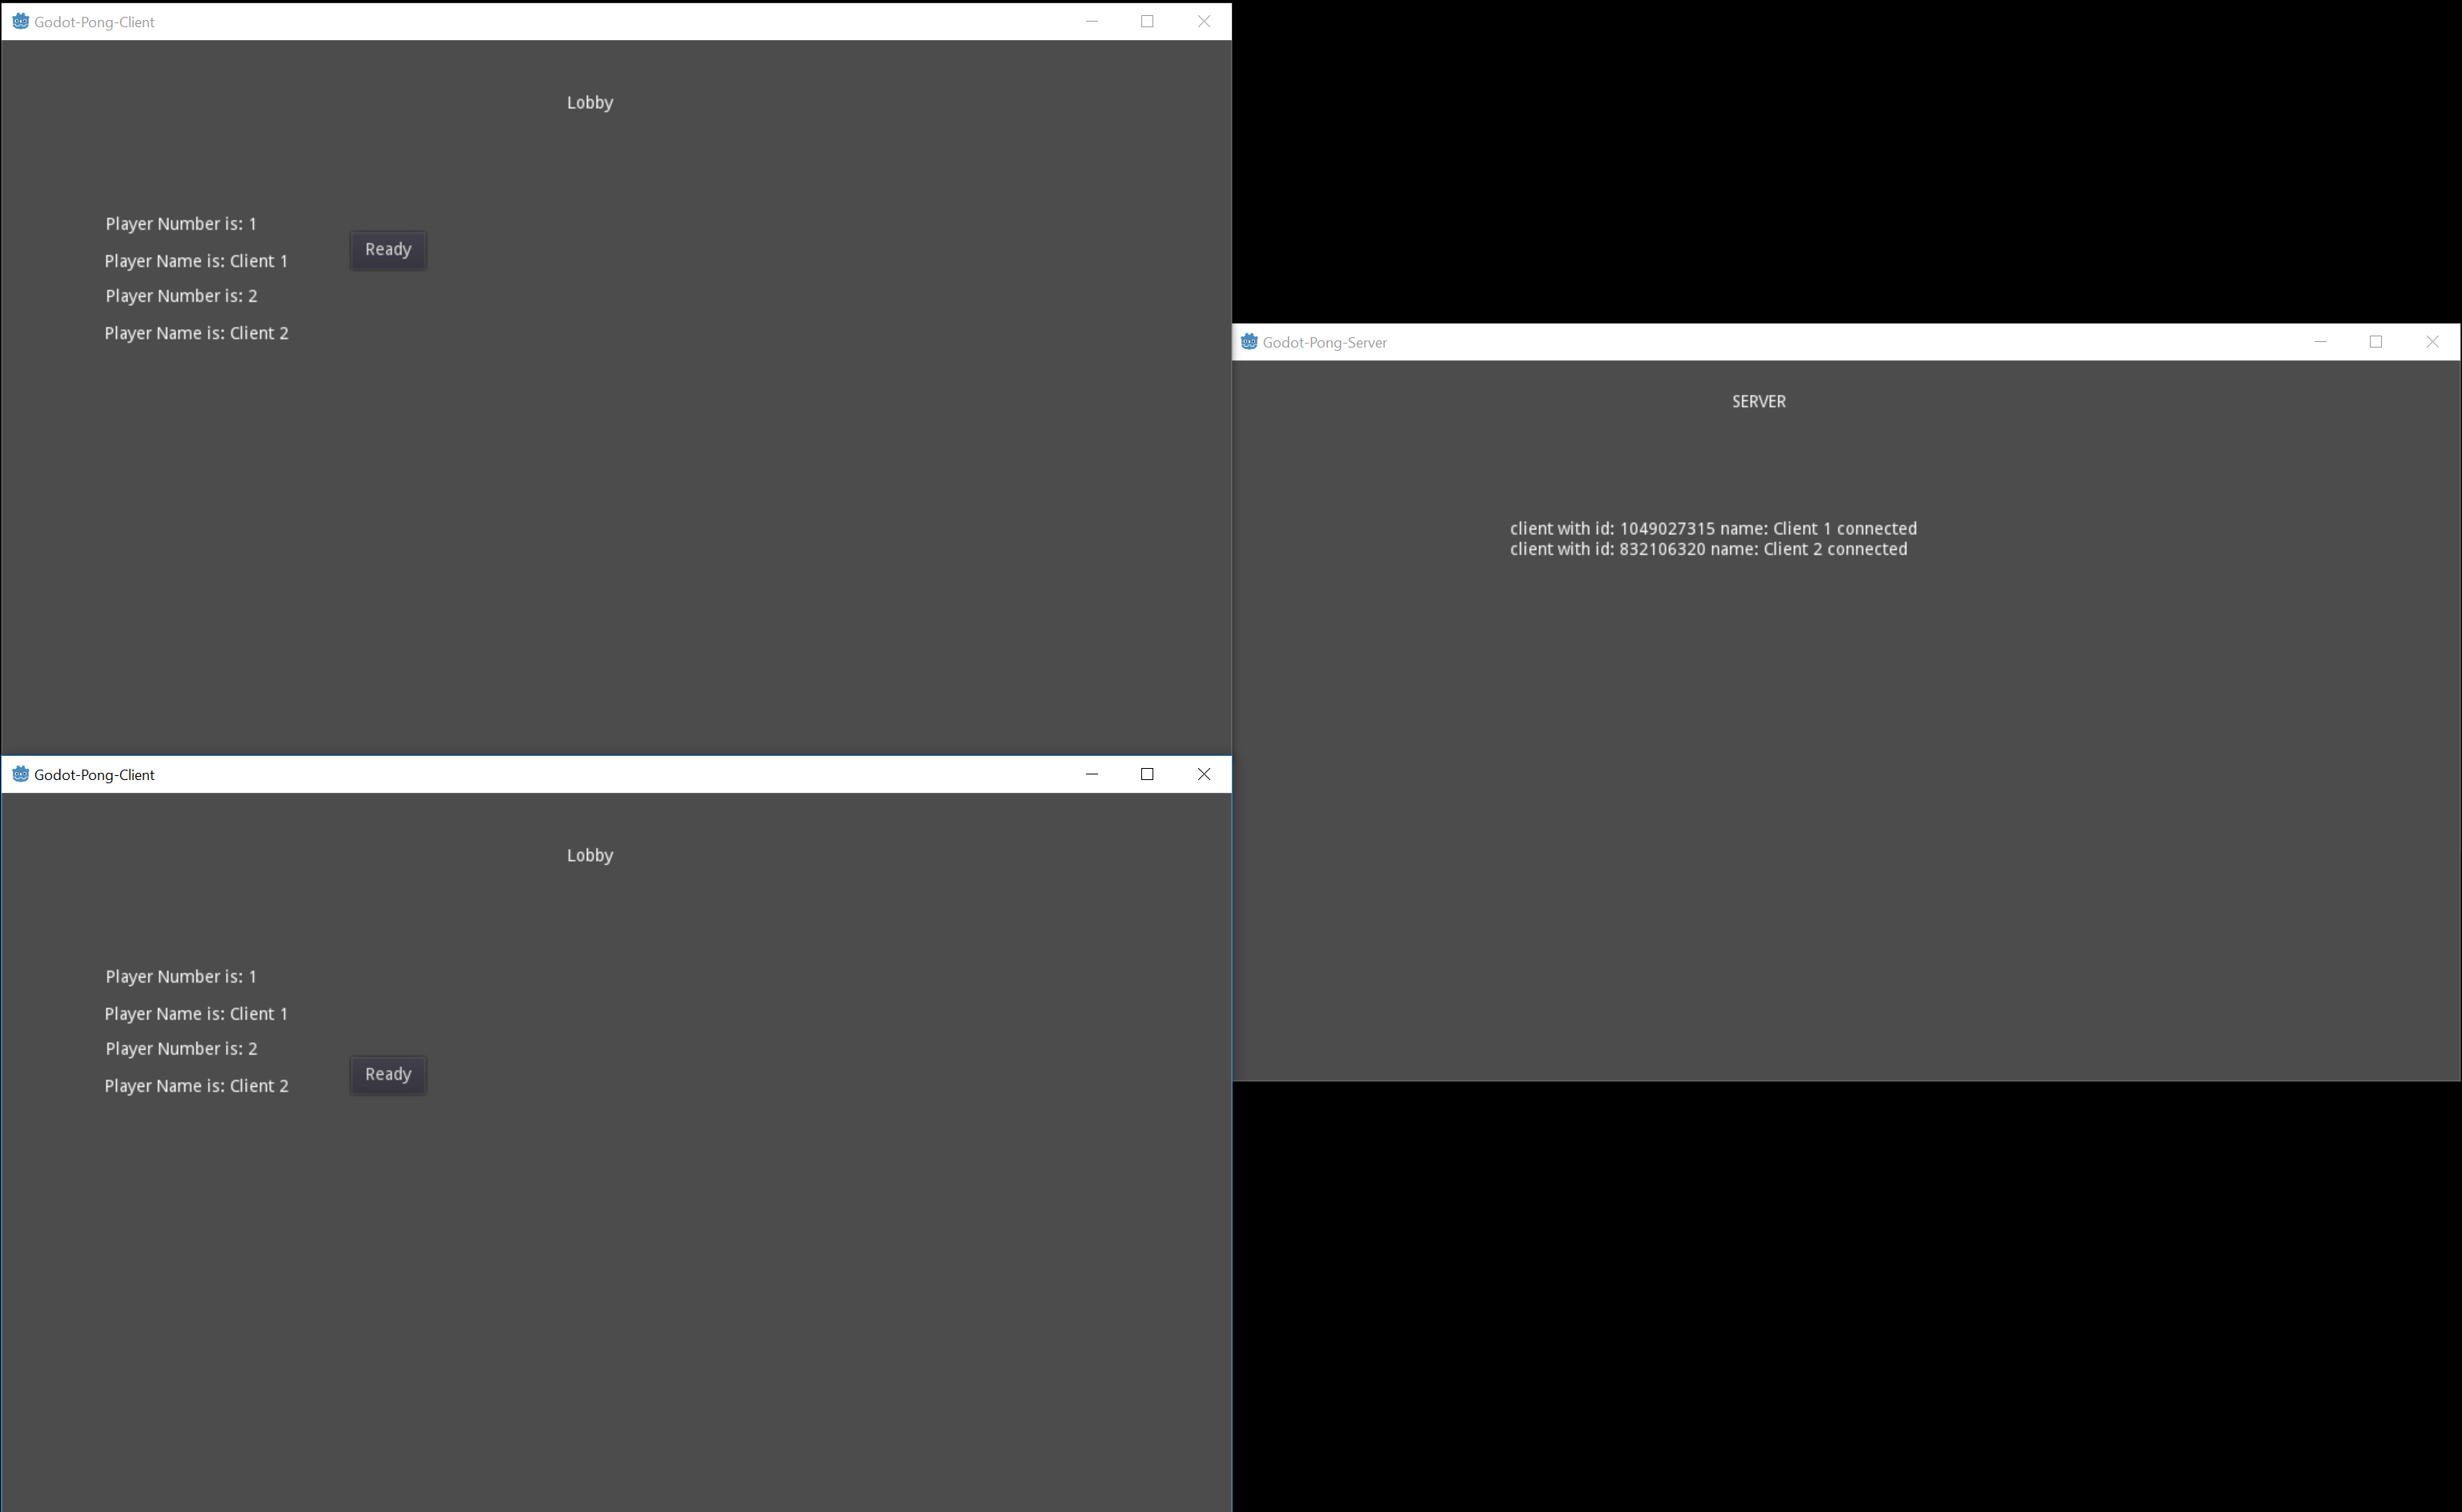 Godot-Pong-Client
Lobby
Player Number is: 1
Player Name is: Client 1
Ready
Player Number is: 2
Player Name is: Client 2
Godot-Pong-Server
SERVER
client with id: 1049027315 name: Client 1 connected
client with id: 832106320 name: Client 2 connected
Godot-Pong-Client
Lobby
Player Number is: 1
Player Name is: Client 1
Player Number is: 2
Player Name is: Client 2
Ready